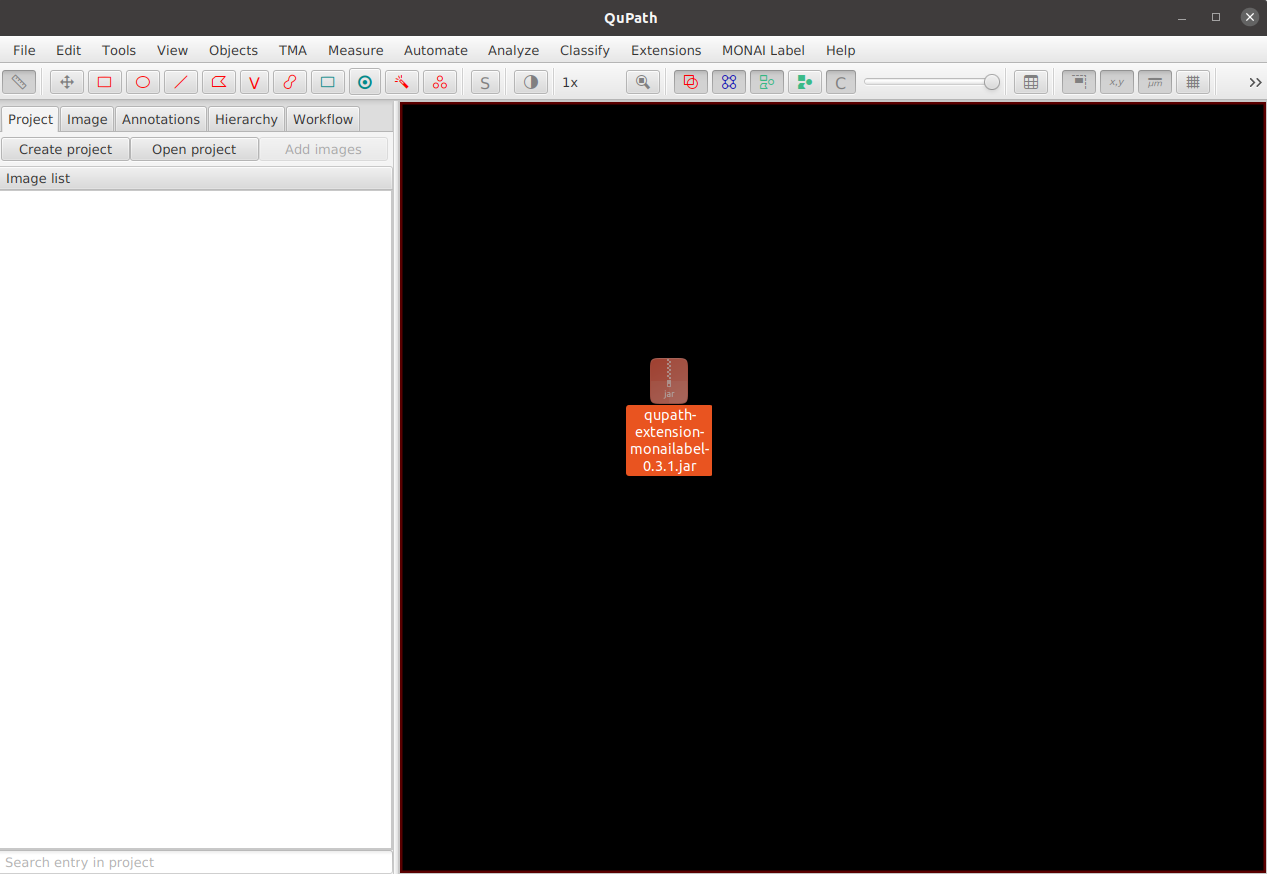 QuPath
File Edit Tools View Objects TMA Measure Automate Analyze Classify Extensions MONAI Label Help
V S 1x C x,y µm
Project Image Annotations Hierarchy Workflow
Create project Open project Add images
Image list
jar
qupath-
extension-
monailabel-
0.3.1.jar
Search entry in project